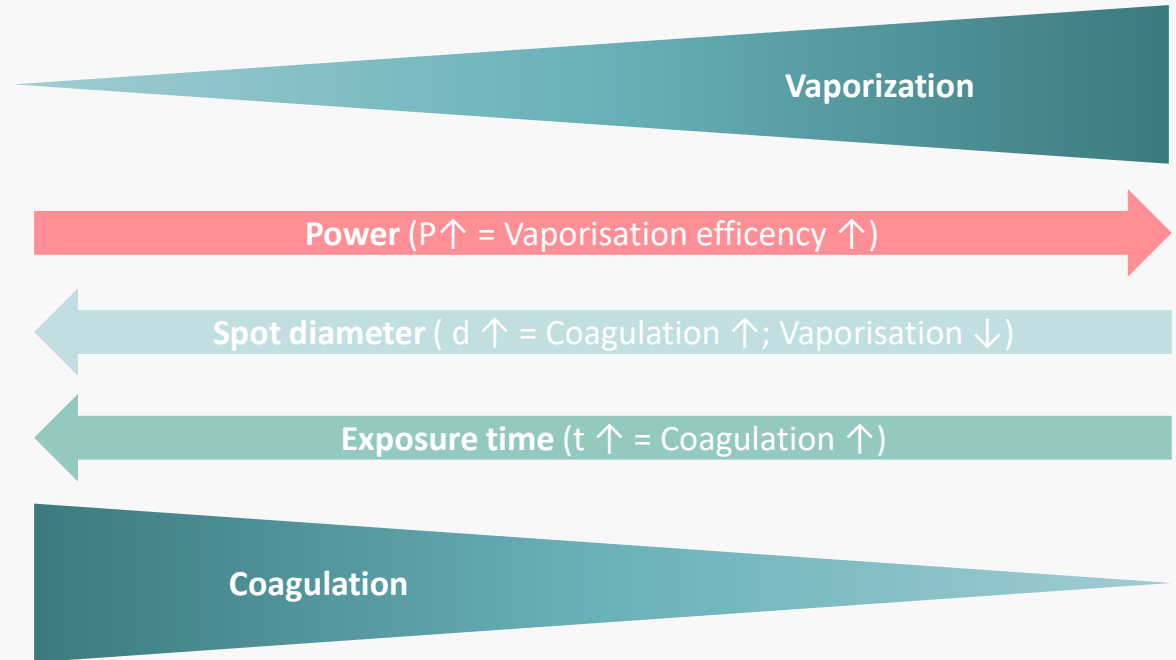 Vaporization
Power (P↑ = Vaporisation efficency ↑)
Spot diameter ( d ↑ = Coagulation ↑; Vaporisation ↓)
Exposure time (t ↑ = Coagulation ↑)
Coagulation